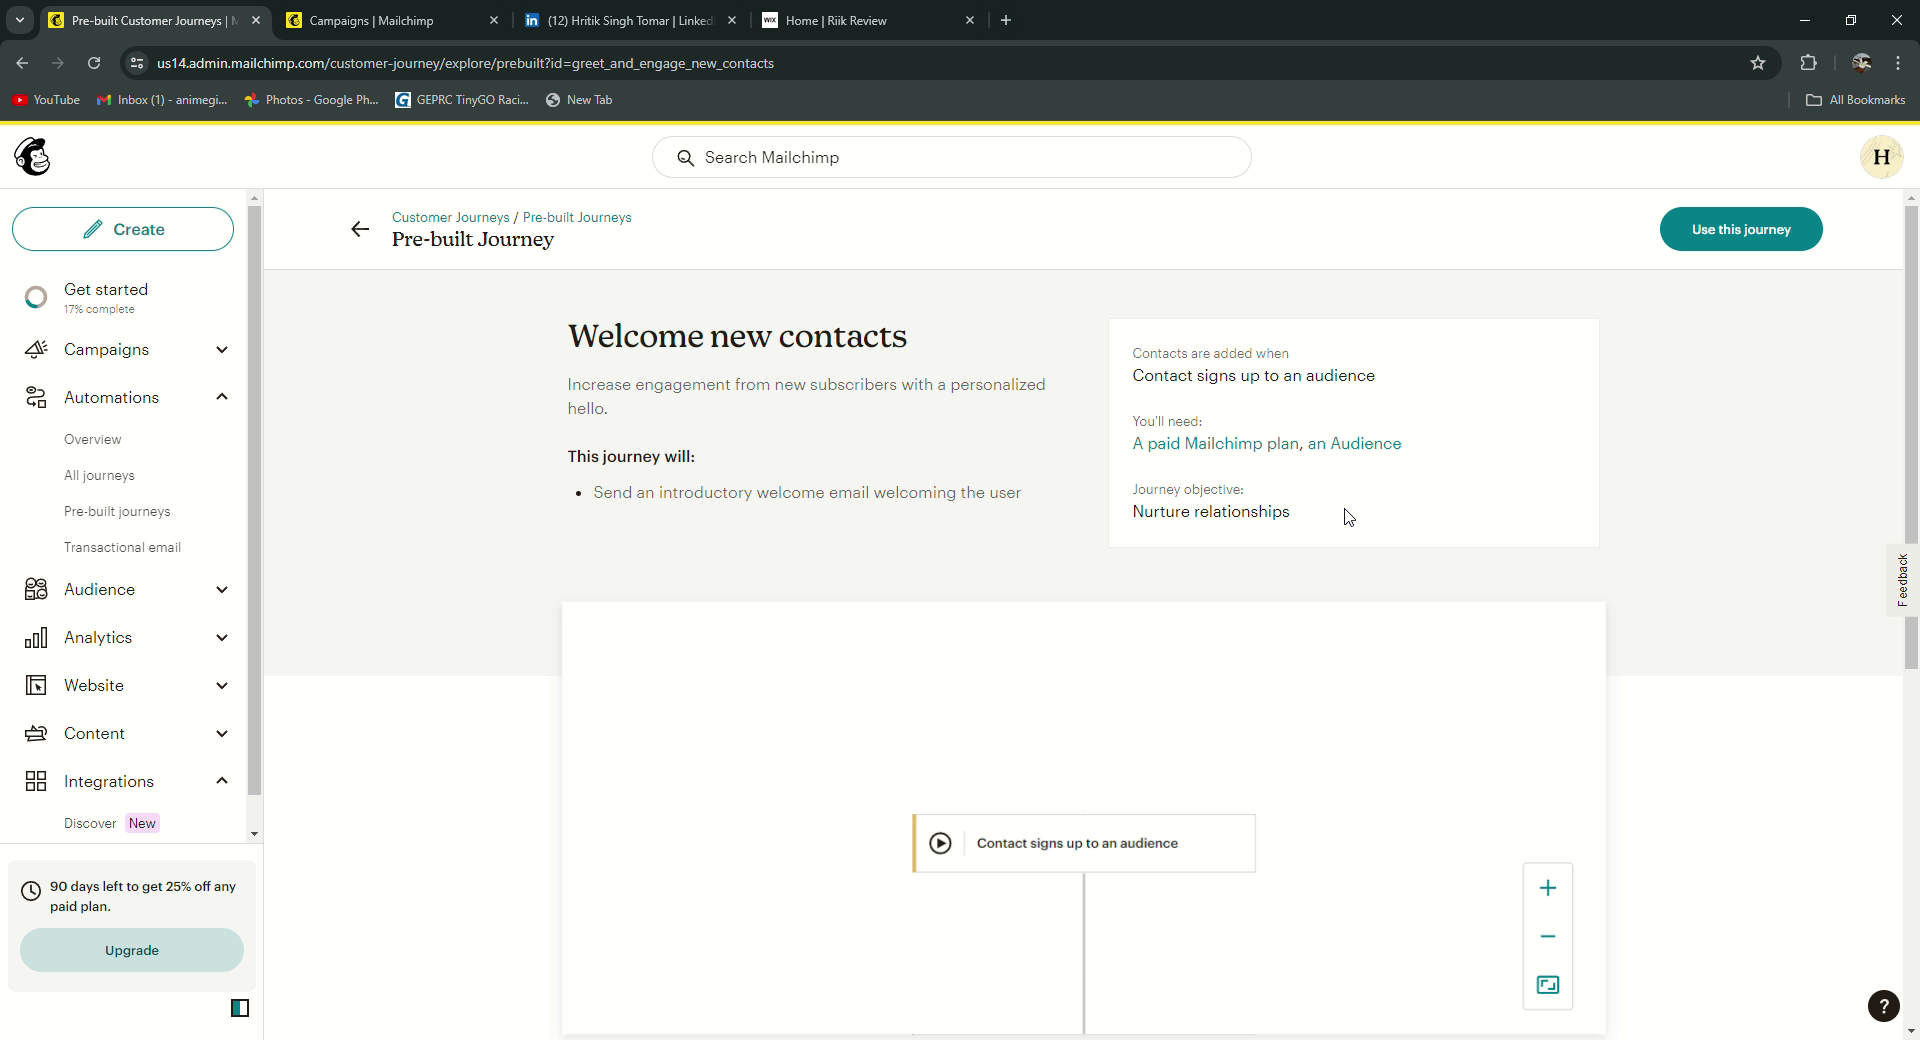 Pre-built Customer Journeys | M
Campaigns | Mailchimp
(12) Hritik Singh Tomar | Linked
WiX
Home | Riik Review
us14.admin.mailchimp.com/customer-journey/explore/prebuilt?id=greet_and_engage_new_contacts
YouTube
Inbox (1) - animegi...
Photos - Google Ph...
GEPRC TinyGO Raci...
New Tab
All Bookmarks
Search Mailchimp
H
Create
Customer Journeys / Pre-built Journeys
Pre-built Journey
Use this journey
Get started
17% complete
Campaigns
Automations
Overview
All journeys
Pre-built journeys
Transactional email
Audience
Analytics
Website
Content
Integrations
Discover New
90 days left to get 25% off any
paid plan.
Upgrade
Welcome new contacts
Increase engagement from new subscribers with a personalized
hello.
This journey will:
• Send an introductory welcome email welcoming the user
Contacts are added when
Contact signs up to an audience
You'll need:
A paid Mailchimp plan, an Audience
Journey objective:
Nurture relationships
Feedback
Contact signs up to an audience
?